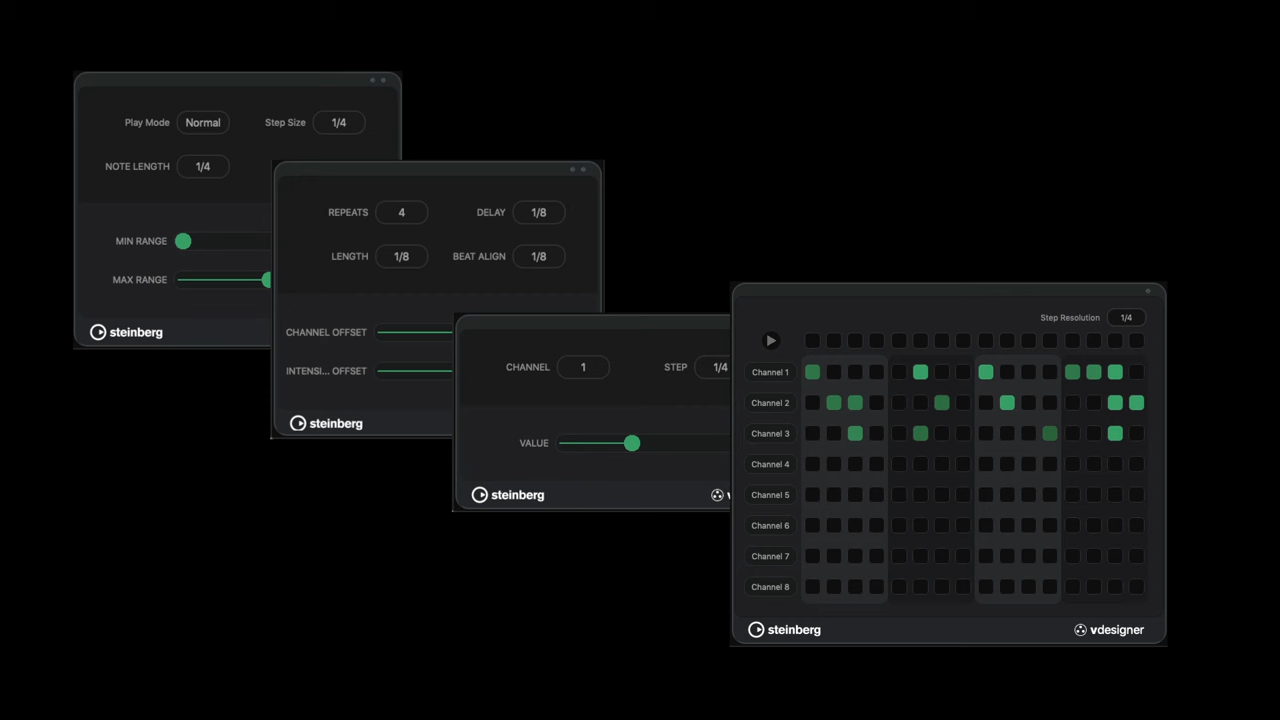 Play Mode Normal Step Size 1/4
NOTE LENGTH 1/4
MIN RANGE
MAX RANGE
steinberg
REPEATS 4 DELAY 1/8
LENGTH 1/8 BEAT ALIGN 1/8
CHANNEL OFFSET
INTENSI... OFFSET
steinberg
CHANNEL 1 STEP 1/4
VALUE
steinberg v
Step Resolution 1/4
Channel 1
Channel 2
Channel 3
Channel 4
Channel 5
Channel 6
Channel 7
Channel 8
steinberg vdesigner